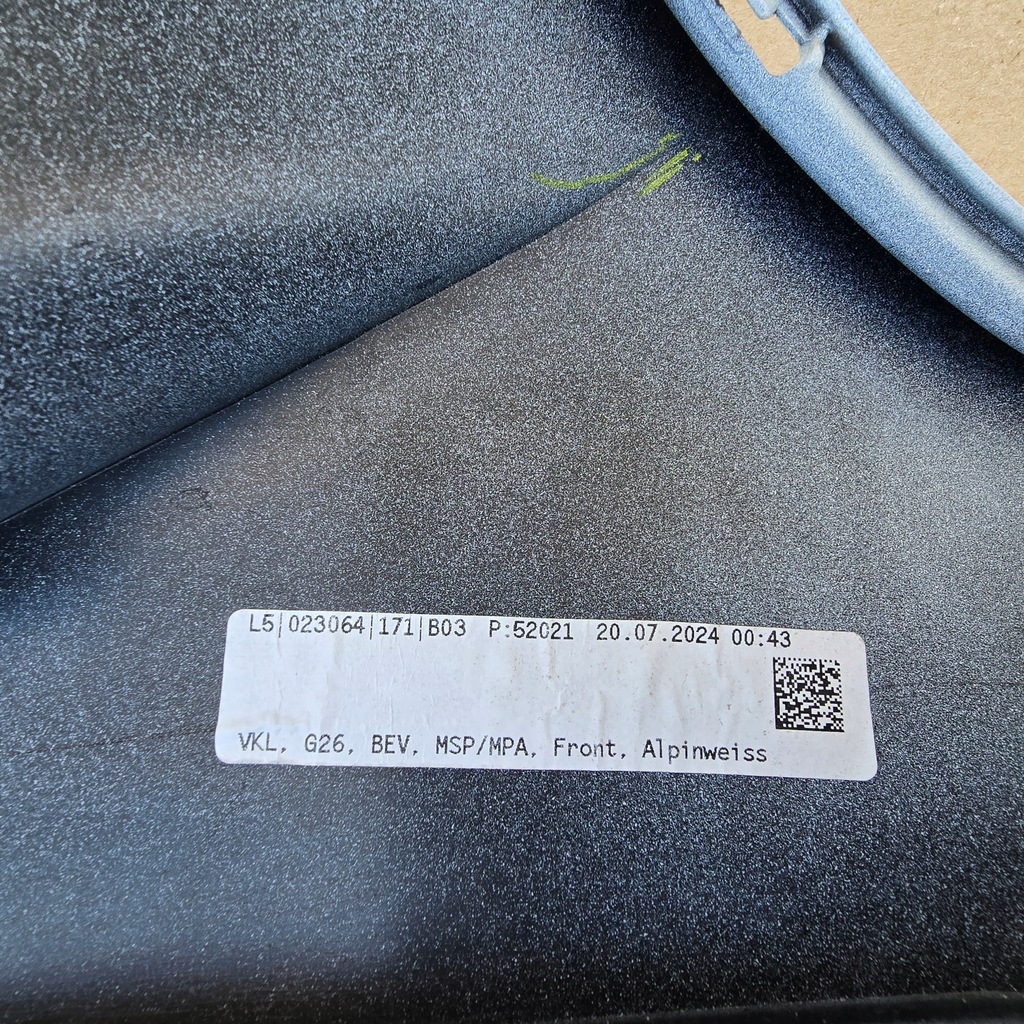 L5|023064|171|B03 P:52021 20.07.2024 00:43
VKL, G26, BEV, MSP/MPA, Front, Alpinweiss